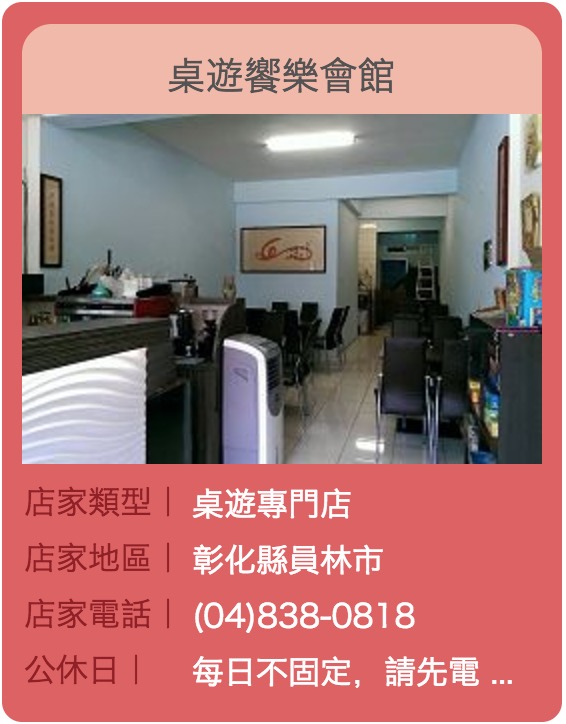 桌遊饗樂會館
店家類型｜ 桌遊專門店
店家地區｜ 彰化縣員林市
店家電話｜ (04)838-0818
公休日｜ 每日不固定，請先電 ...